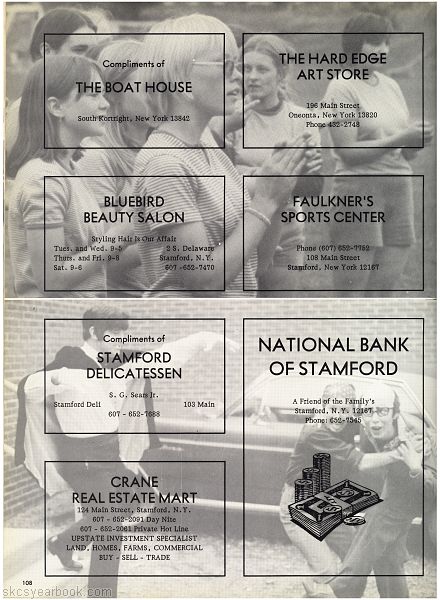 Compliments of
THE BOAT HOUSE
South Kortright, New York 13842
THE HARD EDGE
ART STORE
196 Main Street
Oneonta, New York 13820
Phone 432-2748
BLUEBIRD
BEAUTY SALON
Styling Hair Is Our Affair
Tues. and Wed. 9-5 2 S. Delaware
Thurs. and Fri. 9-8 Stamford, N.Y.
Sat. 9-6 607 -652-7470
FAULKNER'S
SPORTS CENTER
Phone (607) 652-7752
108 Main Street
Stamford, New York 12167
Compliments of
STAMFORD
DELICATESSEN
S. G. Sears Jr.
Stamford Deli 103 Main
607 - 652-7688
NATIONAL BANK
OF STAMFORD
A Friend of the Family's
Stamford, N.Y. 12167
Phone: 652-7545
CRANE
REAL ESTATE MART
124 Main Street, Stamford, N.Y.
607 - 652-2091 Day Nite
607 - 652-2061 Private Hot Line
UPSTATE INVESTMENT SPECIALIST
LAND, HOMES, FARMS, COMMERCIAL
BUY - SELL - TRADE
108
skcsyearbook.com